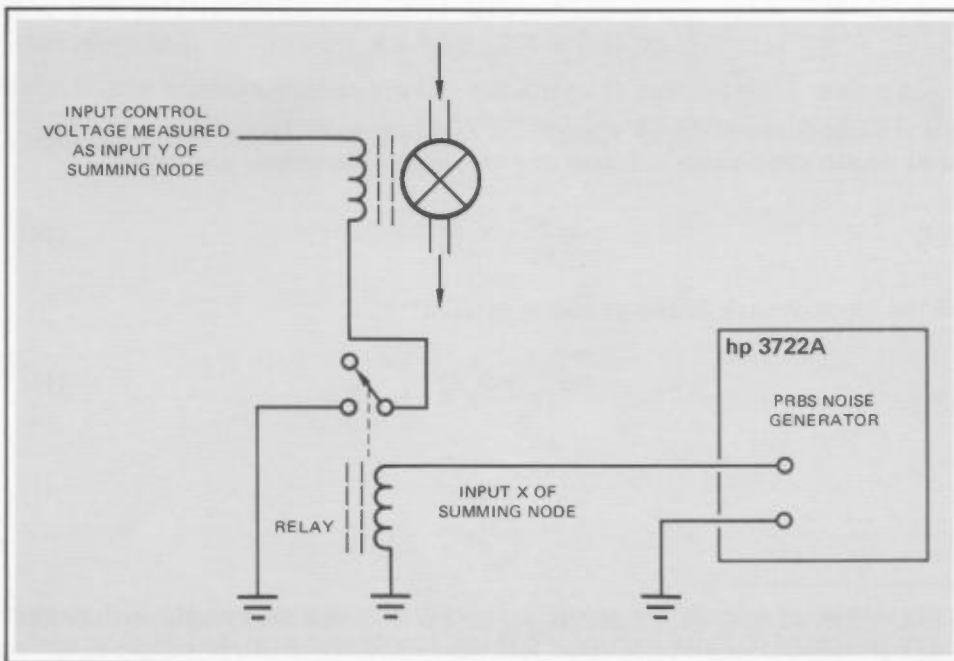 INPUT CONTROL
VOLTAGE MEASURED
AS INPUT Y OF
SUMMING NODE
hp 3722A
PRBS NOISE
GENERATOR
INPUT X OF
SUMMING NODE
RELAY